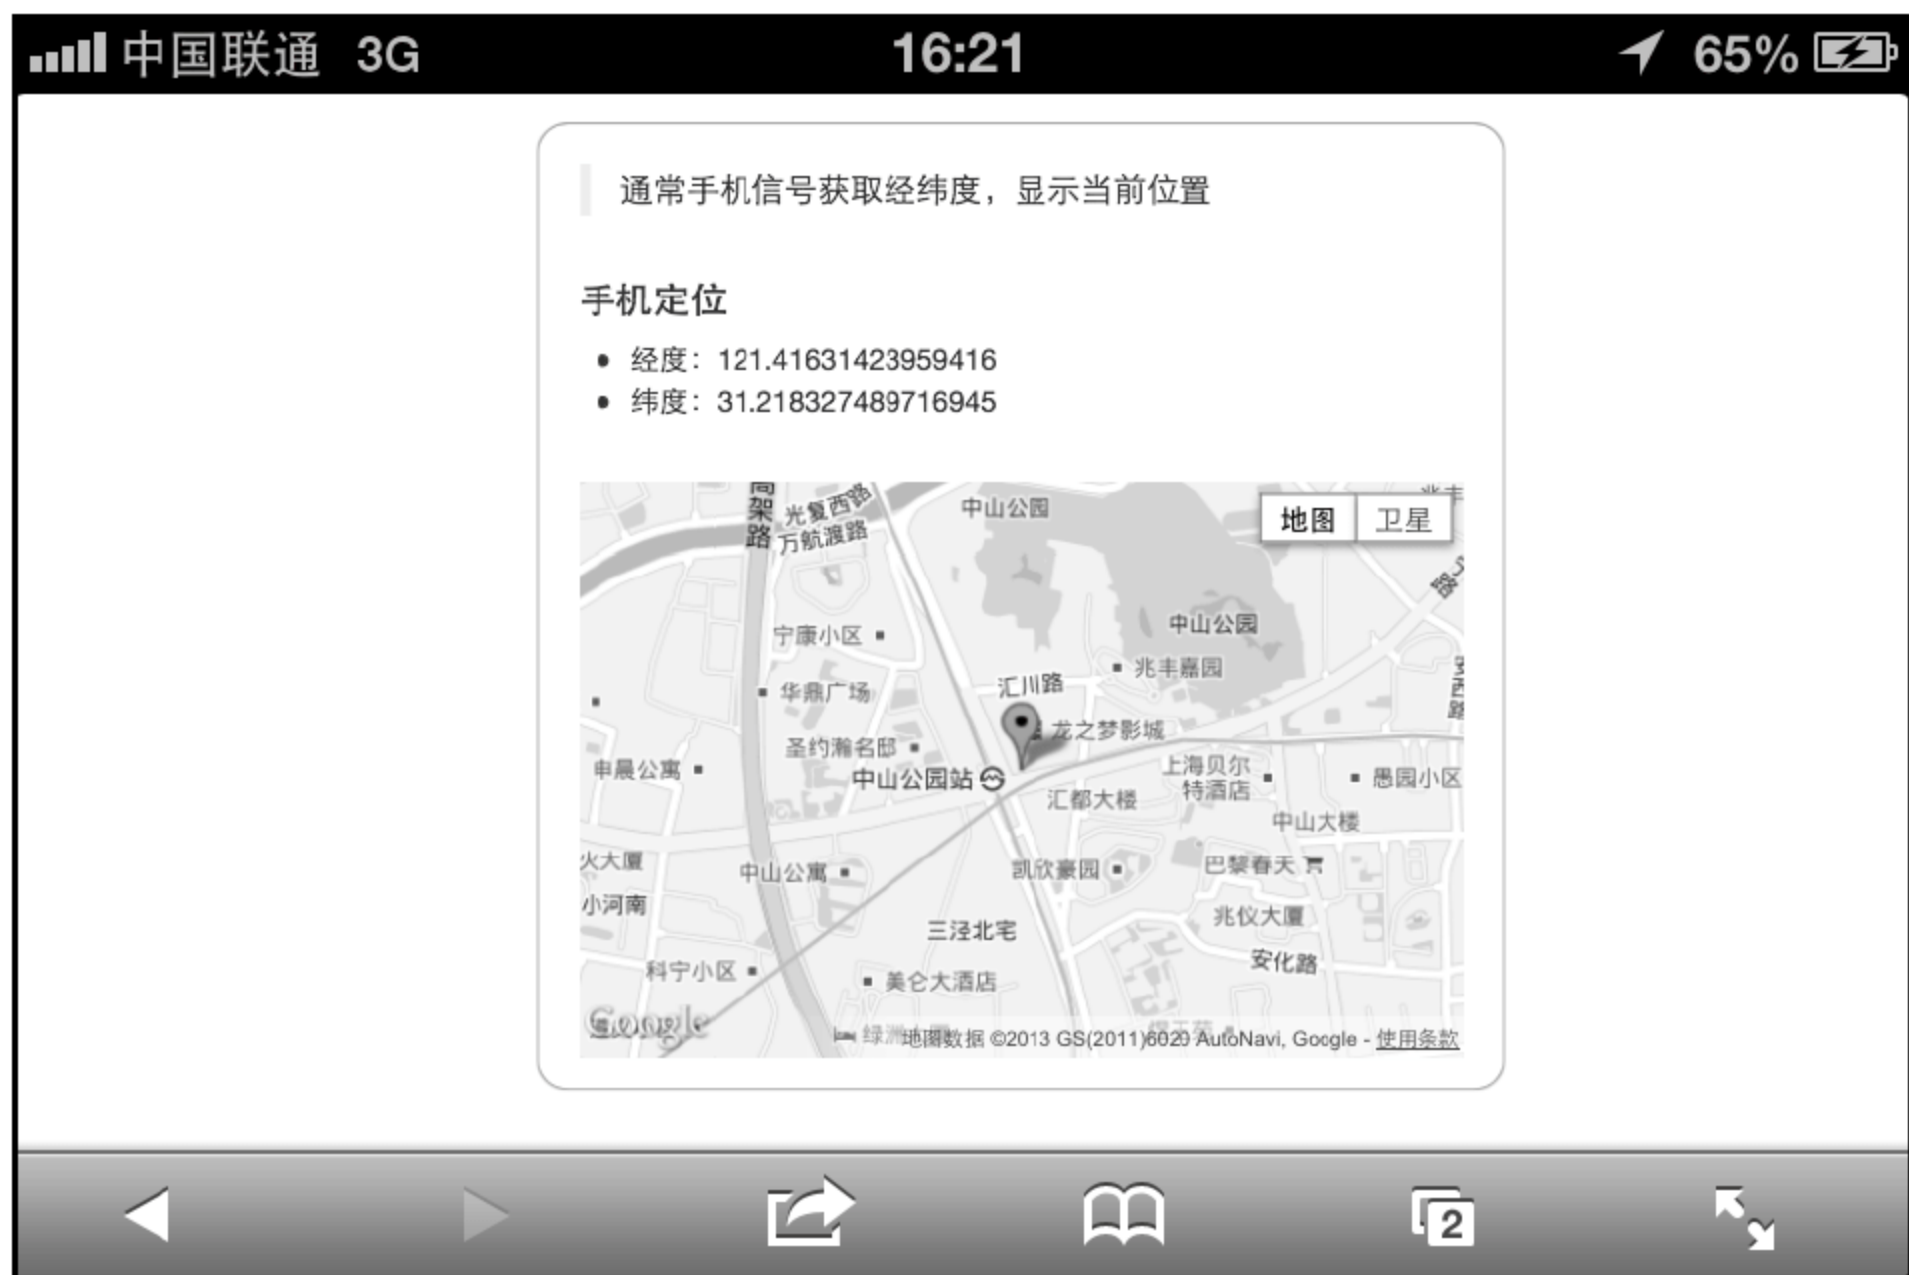 中国联通 3G 16:21 65%
通常手机信号获取经纬度，显示当前位置
手机定位
经度：121.41631423959416
纬度：31.218327489716945
高架路
光复西路
万航渡路
中山公园
地图 卫星
兆丰
路
宁康小区
中山公园
兆丰嘉园
华鼎广场
汇川路
安西路
圣约瀚名邸
龙之梦影城
申晨公寓
中山公园站
上海贝尔
特酒店
愚园小区
汇都大楼
中山大楼
火大厦
中山公寓
凯欣豪园
巴黎春天
小河南
兆仪大厦
三泾北宅
安化路
科宁小区
美仑大酒店
Google
绿洲
地图数据 ©2013 GS(2011)6020 AutoNavi, Google - 使用条款
2